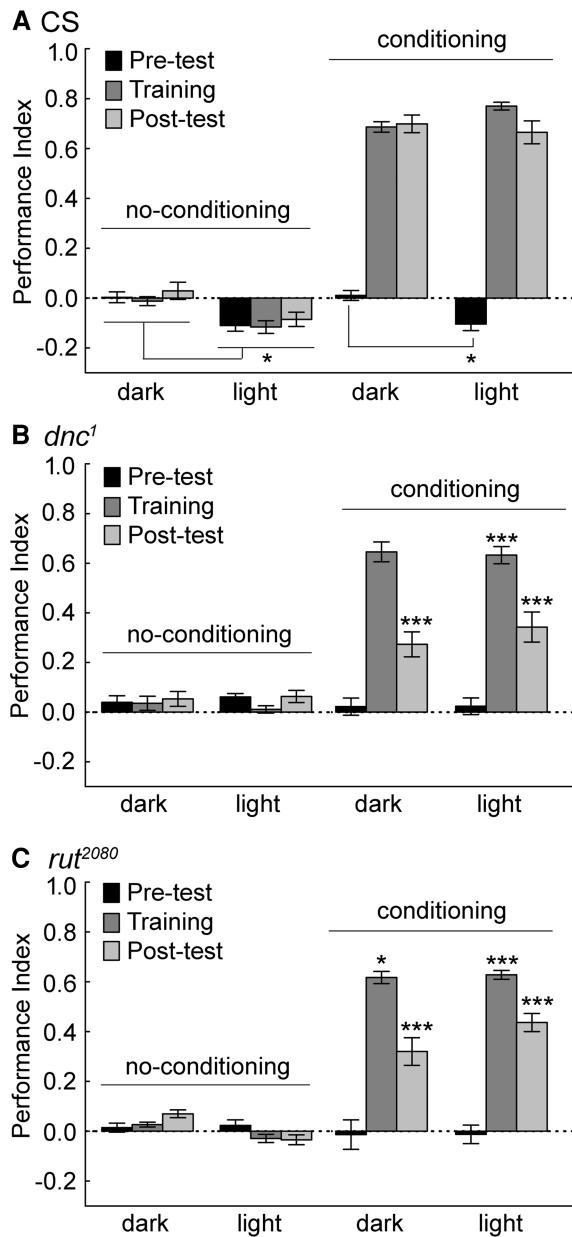 A CS
Performance Index
1.0
0.8
0.6
0.4
0.2
0.0
-0.2
Pre-test
Training
Post-test
no-conditioning
conditioning
*
*
dark light dark light
B dnc¹
Performance Index
1.0
0.8
0.6
0.4
0.2
0.0
-0.2
Pre-test
Training
Post-test
no-conditioning
conditioning
***
***
***
dark light dark light
C rut²⁰⁸⁰
Performance Index
1.0
0.8
0.6
0.4
0.2
0.0
-0.2
Pre-test
Training
Post-test
no-conditioning
conditioning
*
***
***
***
dark light dark light